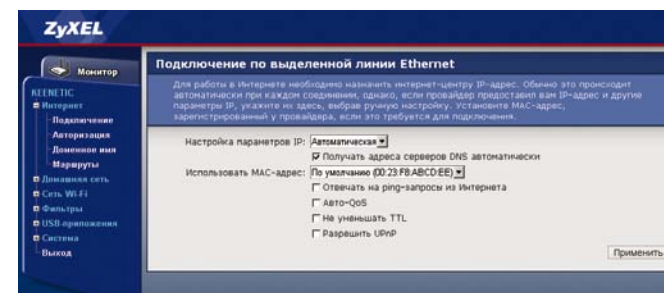 ZyXEL
Монитор
KEENETIC
Интернет
Подключение
Авторизация
Доменное имя
Маршруты
Домашняя сеть
Сеть Wi-Fi
Фильтры
USB-приложения
Система
Выход
Подключение по выделенной линии Ethernet
Для работы в Интернете необходимо назначить интернет-центру IP-адрес. Обычно это происходит
автоматически при каждом соединении, однако, если провайдер предоставил вам IP-адрес и другие
параметры IP, укажите их здесь, выбрав ручную настройку. Установите MAC-адрес,
зарегистрированный у провайдера, если это требуется для подключения.
Настройка параметров IP: Автоматическая
Получать адреса серверов DNS автоматически
Использовать MAC-адрес: По умолчанию (00:23:F8:ABCD:EE)
Отвечать на ping-запросы из Интернета
Авто-QoS
Не уменьшать TTL
Разрешить UPnP
Применить